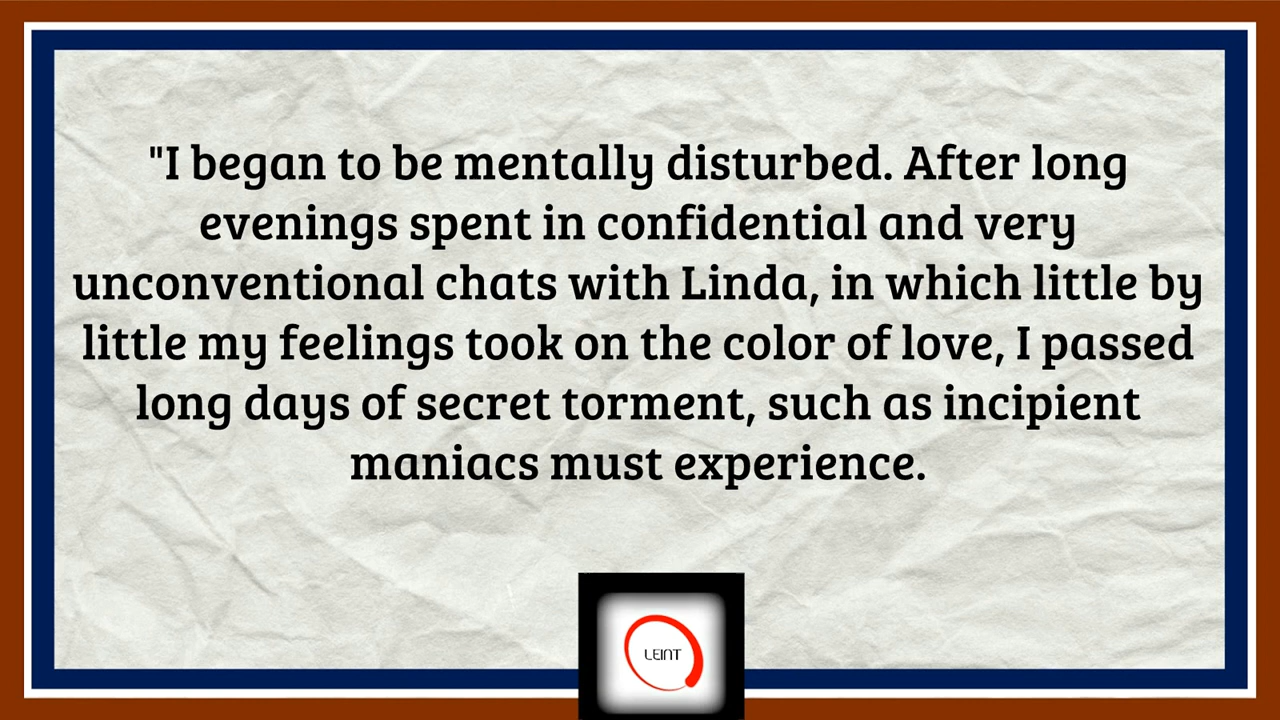 "I began to be mentally disturbed. After long
evenings spent in confidential and very
unconventional chats with Linda, in which little by
little my feelings took on the color of love, I passed
long days of secret torment, such as incipient
maniacs must experience.
LEINT